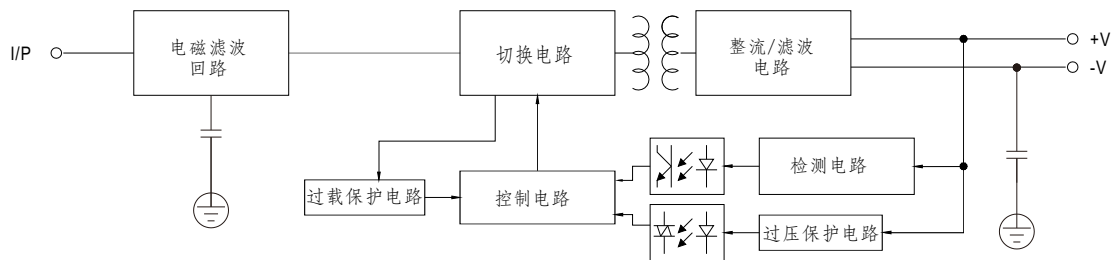 I/P
电磁滤波
回路
切换电路
整流/滤波
电路
+V
-V
过载保护电路
控制电路
检测电路
过压保护电路